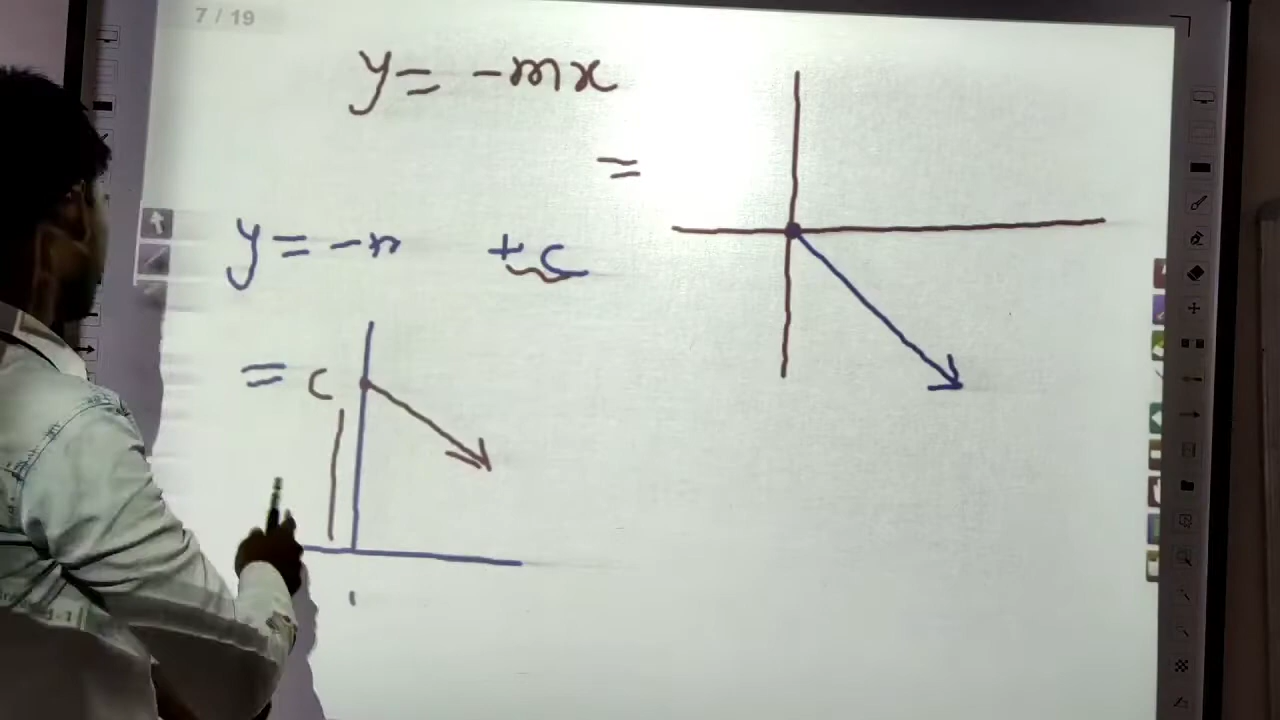 7 / 19
y = -mx
=
y = -n +c
= c